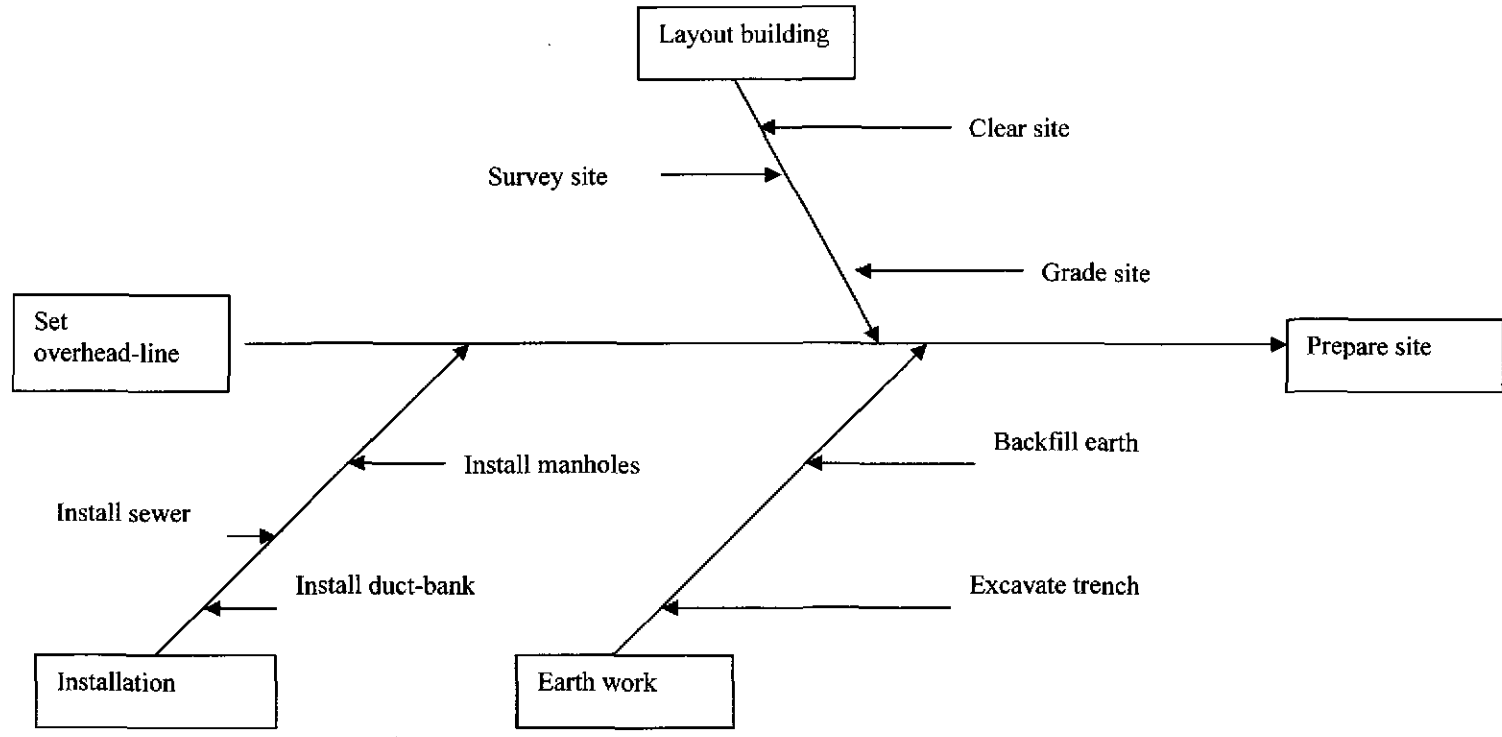 Layout building
Clear site
Survey site
Grade site
Set
overhead-line
Prepare site
Backfill earth
Install manholes
Install sewer
Install duct-bank
Excavate trench
Installation
Earth work